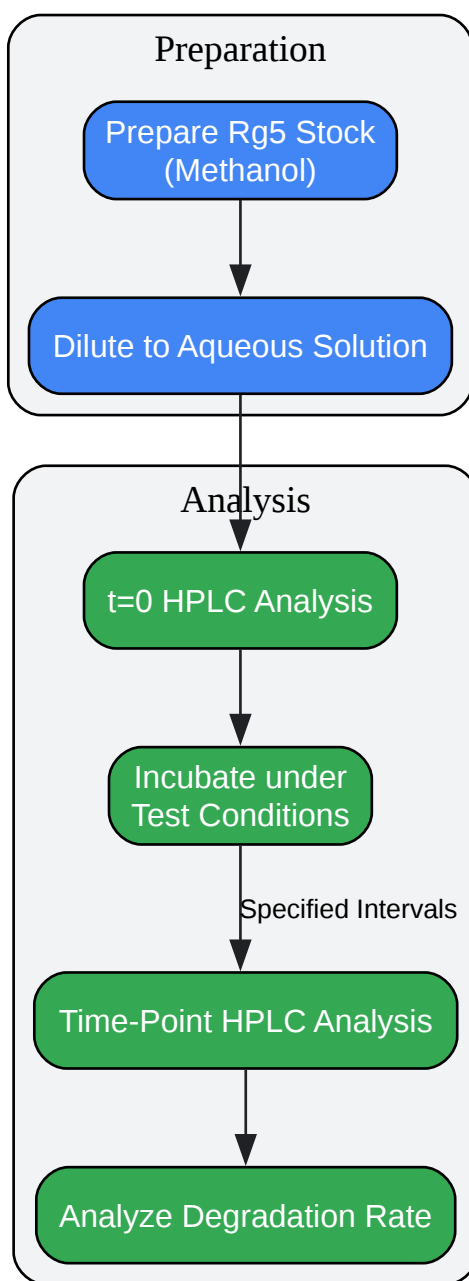 Preparation
Prepare Rg5 Stock
(Methanol)
Dilute to Aqueous Solution
Analysis
t=0 HPLC Analysis
Incubate under
Test Conditions
Specified Intervals
Time-Point HPLC Analysis
Analyze Degradation Rate